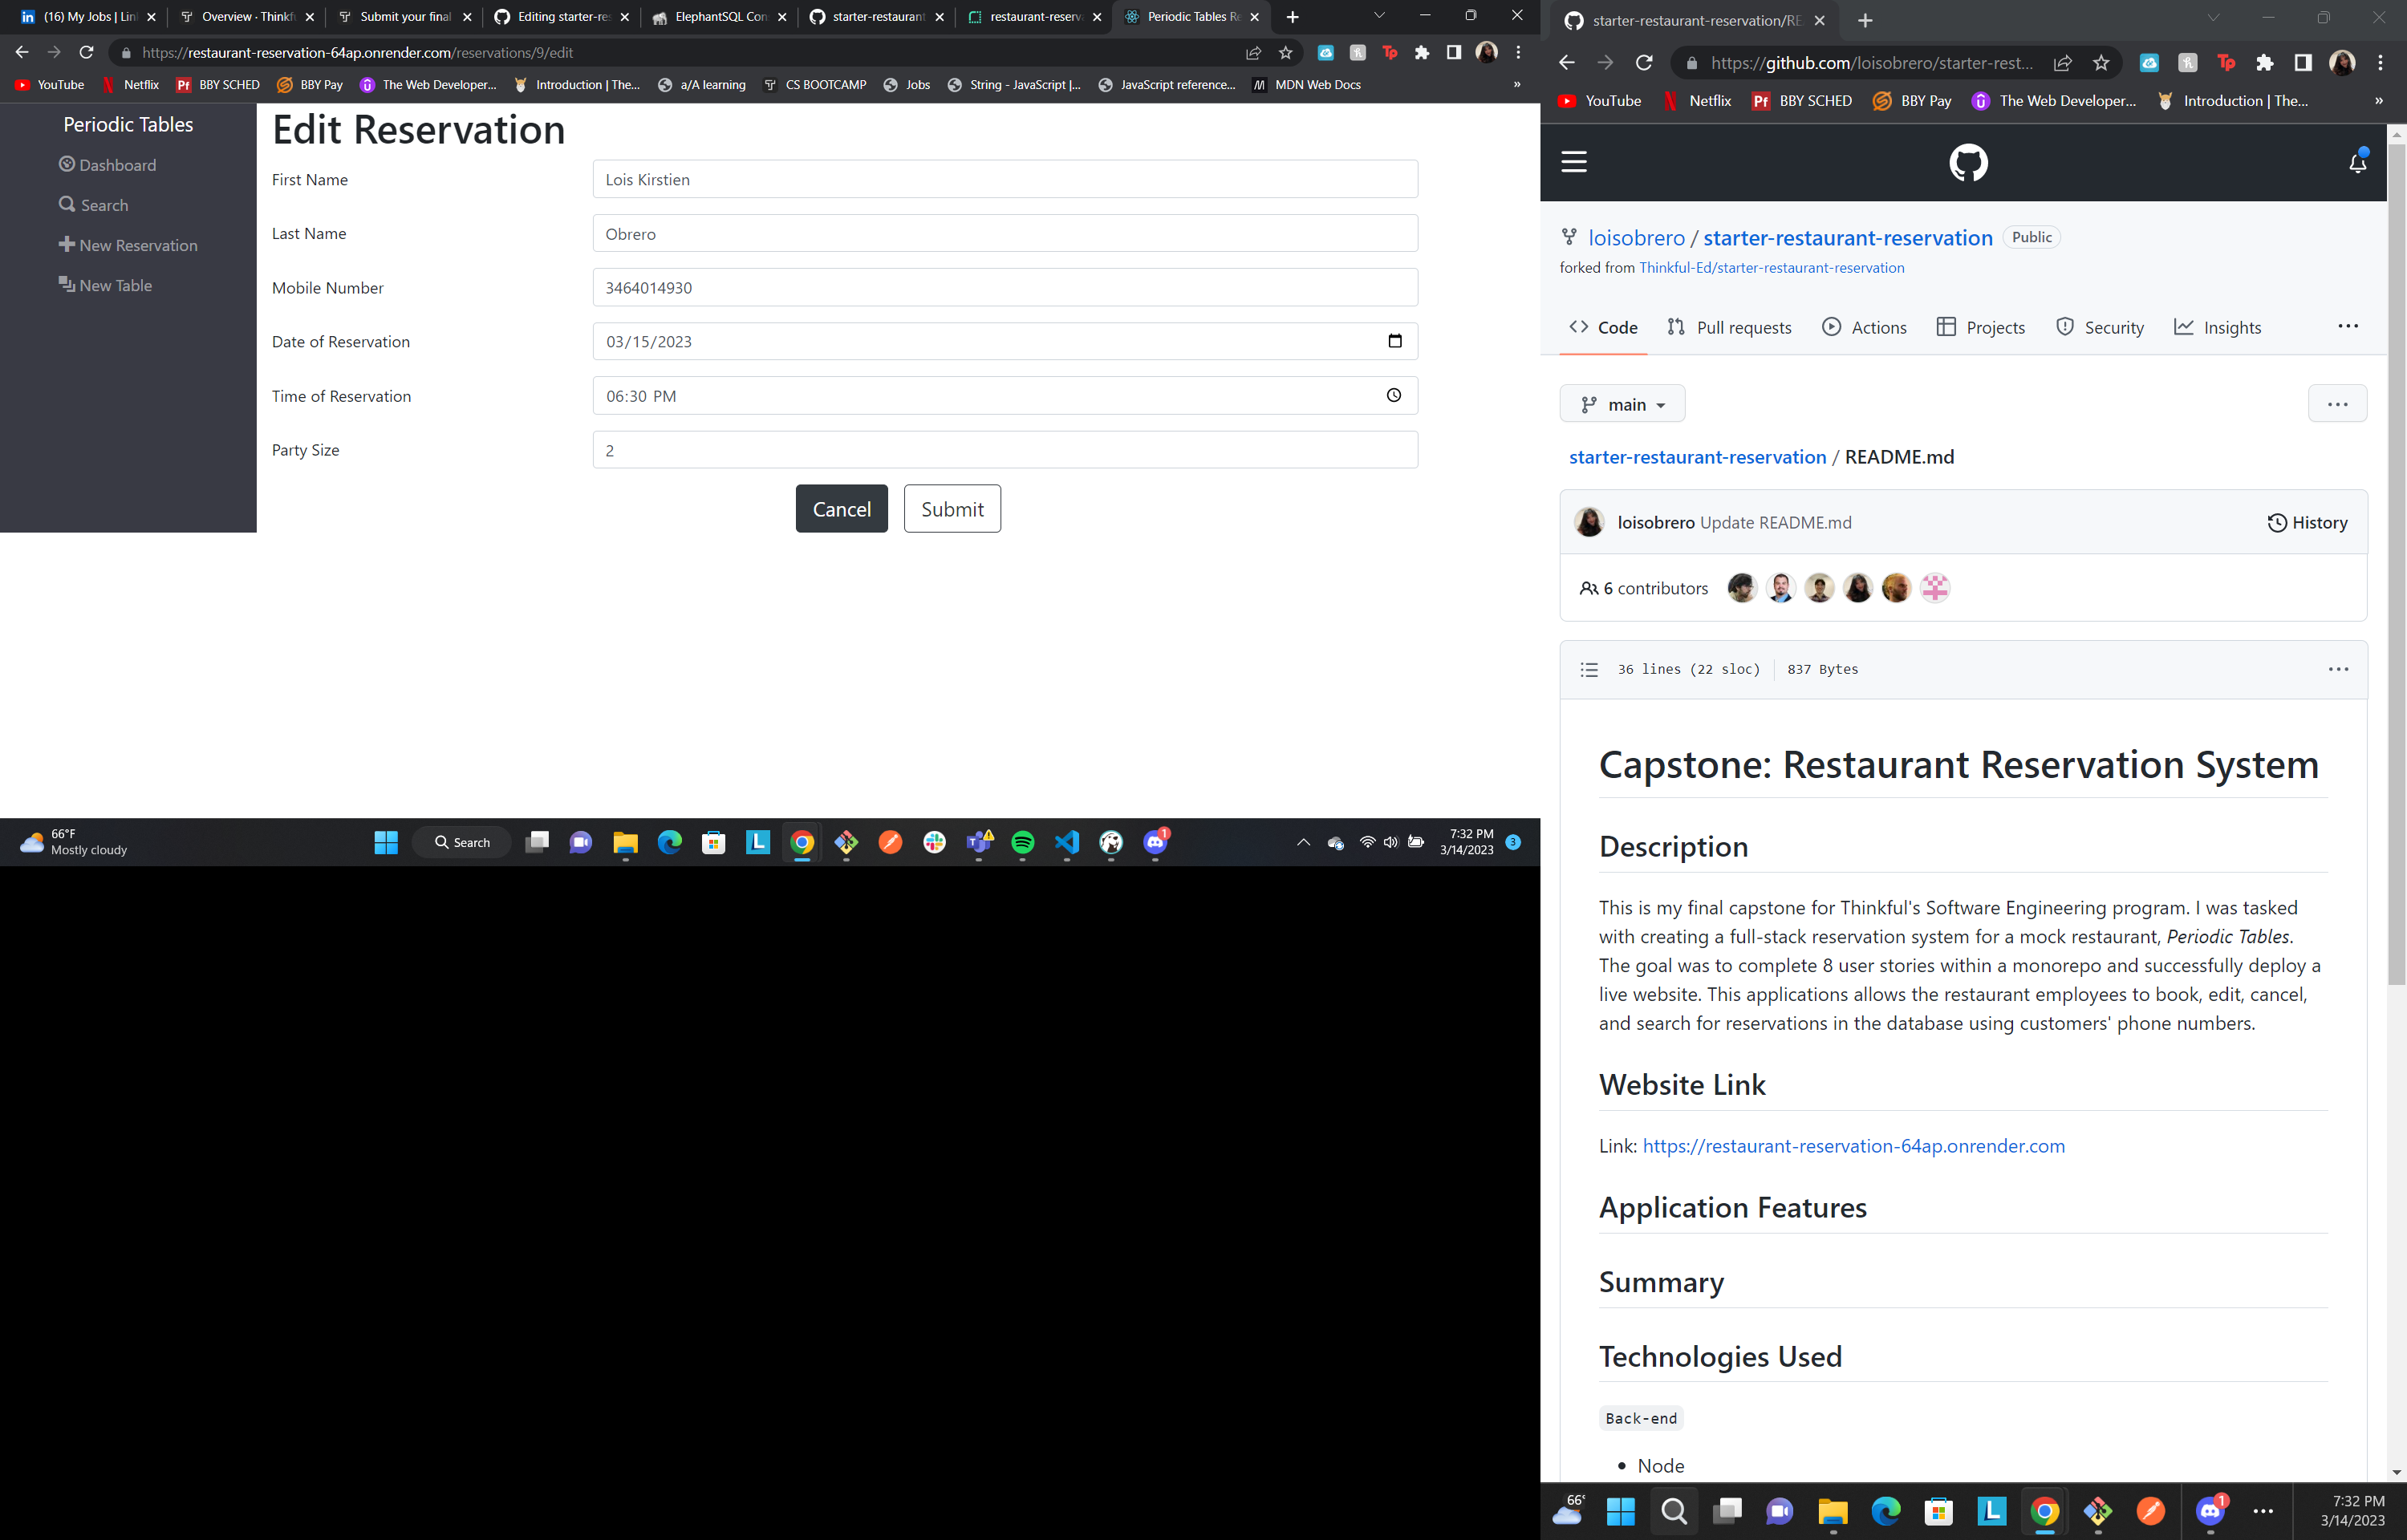 (16) My Jobs | Lin
Overview · Thinkf
Submit your final
Editing starter-res
ElephantSQL Con
starter-restaurant
restaurant-reserv
Periodic Tables Re
https://restaurant-reservation-64ap.onrender.com/reservations/9/edit
YouTube
Netflix
BBY SCHED
BBY Pay
The Web Developer...
Introduction | The...
a/A learning
CS BOOTCAMP
Jobs
String - JavaScript |...
JavaScript reference...
MDN Web Docs
»
Periodic Tables
Dashboard
Search
New Reservation
New Table
Edit Reservation
First Name
Lois Kirstien
Last Name
Obrero
Mobile Number
3464014930
Date of Reservation
03/15/2023
Time of Reservation
06:30 PM
Party Size
2
Cancel
Submit
66°F
Mostly cloudy
Search
1
7:32 PM
3/14/2023
3
starter-restaurant-reservation/RE
https://github.com/loisobrero/starter-rest...
YouTube
Netflix
BBY SCHED
BBY Pay
The Web Developer...
Introduction | The...
»
loisobrero / starter-restaurant-reservation Public
forked from Thinkful-Ed/starter-restaurant-reservation
Code
Pull requests
Actions
Projects
Security
Insights
...
main
...
starter-restaurant-reservation / README.md
loisobrero Update README.md
History
6 contributors
36 lines (22 sloc)
837 Bytes
...
Capstone: Restaurant Reservation System
Description
This is my final capstone for Thinkful's Software Engineering program. I was tasked
with creating a full-stack reservation system for a mock restaurant, Periodic Tables.
The goal was to complete 8 user stories within a monorepo and successfully deploy a
live website. This applications allows the restaurant employees to book, edit, cancel,
and search for reservations in the database using customers' phone numbers.
Website Link
Link: https://restaurant-reservation-64ap.onrender.com
Application Features
Summary
Technologies Used
Back-end
• Node
66°
1
...
7:32 PM
3/14/2023